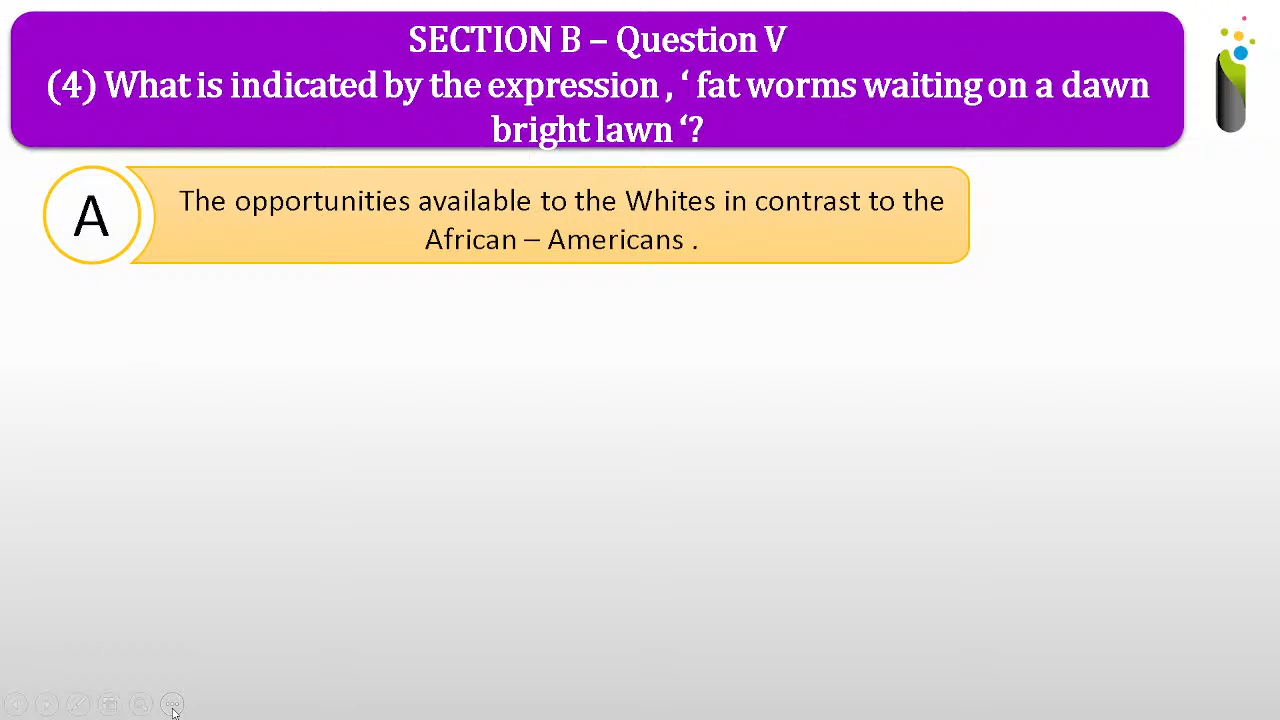 SECTION B – Question V
(4) What is indicated by the expression , ‘ fat worms waiting on a dawn
bright lawn ‘?
A
The opportunities available to the Whites in contrast to the
African – Americans .